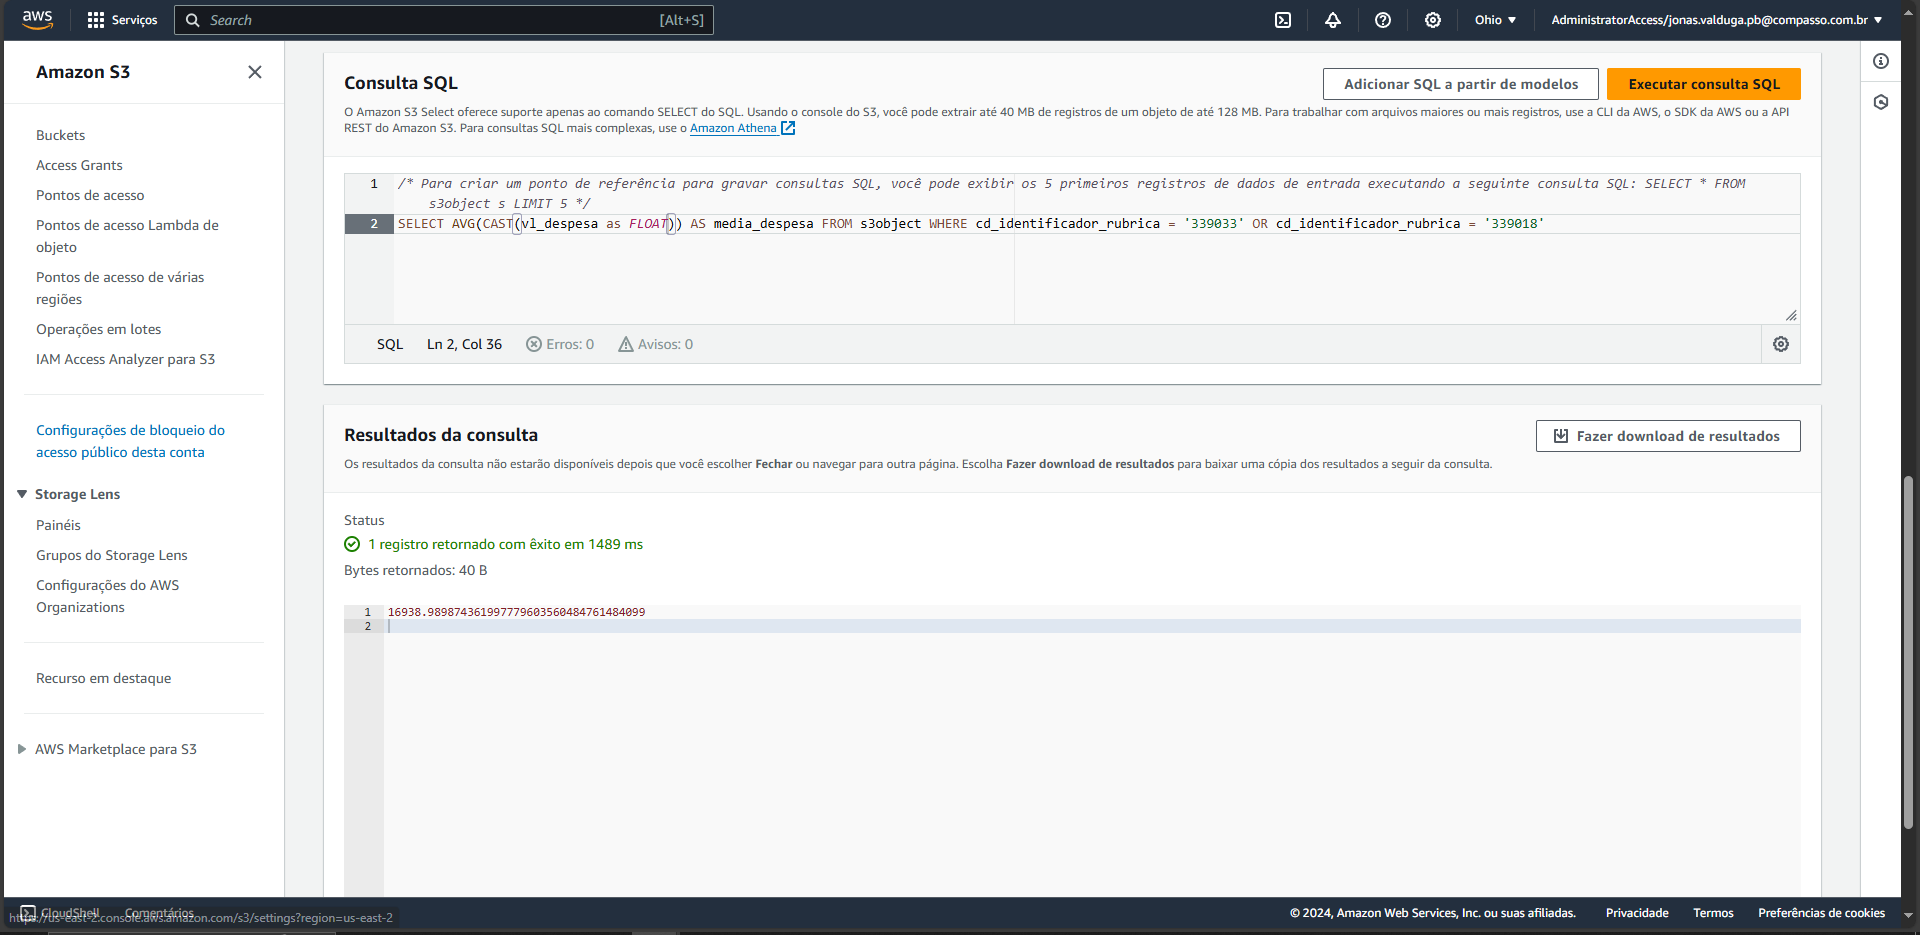 aws
Serviços
Search
[Alt+S]
Ohio
AdministratorAccess/jonas.valduga.pb@compasso.com.br
Amazon S3
Buckets
Access Grants
Pontos de acesso
Pontos de acesso Lambda de
objeto
Pontos de acesso de várias
regiões
Operações em lotes
IAM Access Analyzer para S3
Configurações de bloqueio do
acesso público desta conta
Storage Lens
Painéis
Grupos do Storage Lens
Configurações do AWS
Organizations
Recurso em destaque
AWS Marketplace para S3
Consulta SQL
Adicionar SQL a partir de modelos
Executar consulta SQL
O Amazon S3 Select oferece suporte apenas ao comando SELECT do SQL. Usando o console do S3, você pode extrair até 40 MB de registros de um objeto de até 128 MB. Para trabalhar com arquivos maiores ou mais registros, use a CLI da AWS, o SDK da AWS ou a API
REST do Amazon S3. Para consultas SQL mais complexas, use o Amazon Athena
1 /* Para criar um ponto de referência para gravar consultas SQL, você pode exibir os 5 primeiros registros de dados de entrada executando a seguinte consulta SQL: SELECT * FROM
s3object s LIMIT 5 */
2 SELECT AVG(CAST(vl_despesa as FLOAT)) AS media_despesa FROM s3object WHERE cd_identificador_rubrica = '339033' OR cd_identificador_rubrica = '339018'
SQL Ln 2, Col 36 Erros: 0 Avisos: 0
Resultados da consulta
Fazer download de resultados
Os resultados da consulta não estarão disponíveis depois que você escolher Fechar ou navegar para outra página. Escolha Fazer download de resultados para baixar uma cópia dos resultados a seguir da consulta.
Status
1 registro retornado com êxito em 1489 ms
Bytes retornados: 40 B
1 16938.989874361997779603560484761484099
2
CloudShell Comentários
https://us-east-2.console.aws.amazon.com/s3/settings?region=us-east-2
© 2024, Amazon Web Services, Inc. ou suas afiliadas.
Privacidade
Termos
Preferências de cookies